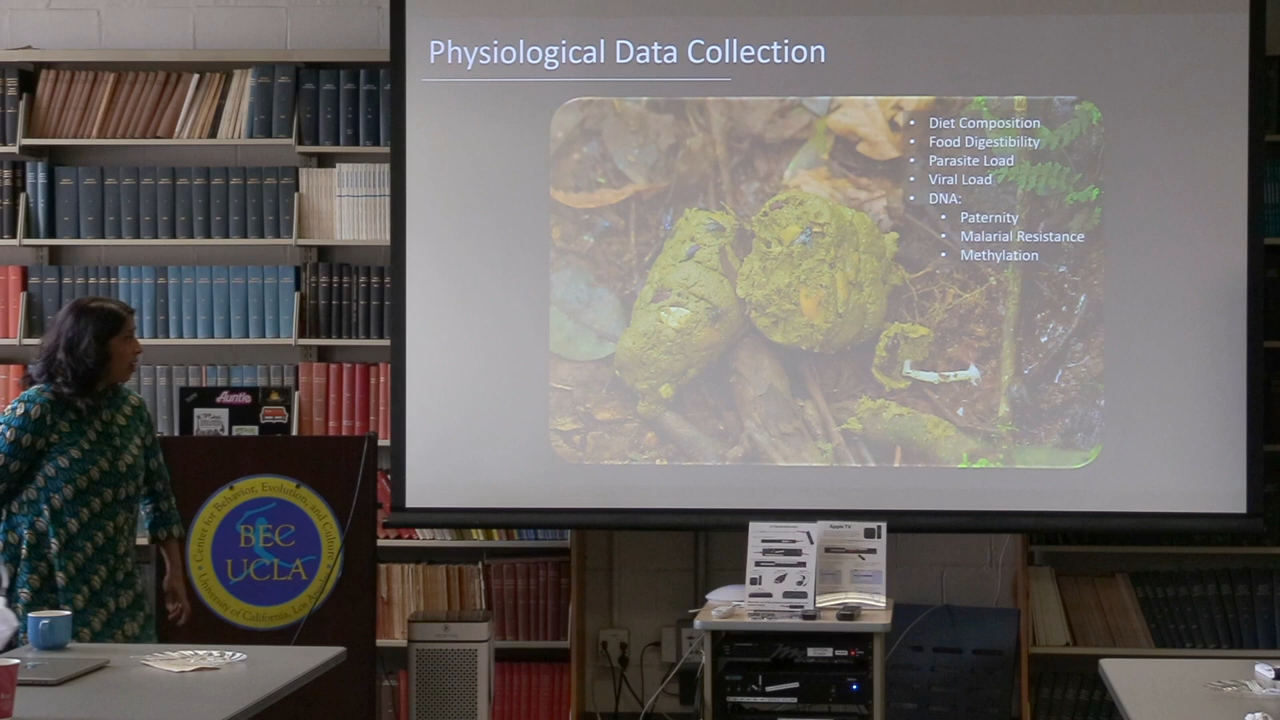 Physiological Data Collection
• Diet Composition
• Food Digestibility
• Parasite Load
• Viral Load
• DNA:
• Paternity
• Malarial Resistance
• Methylation
Auntie
Center for Behavior, Evolution, and Culture
BEC
UCLA
University of California, Los
Apple TV